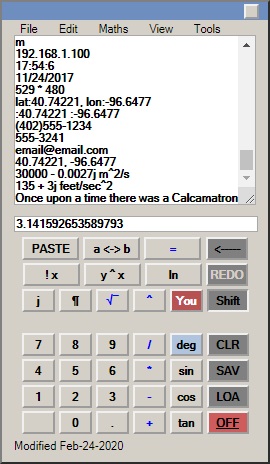 File Edit Maths View Tools
m
192.168.1.100
17:54:6
11/24/2017
529 * 480
lat:40.74221, lon:-96.6477
:40.74221 :-96.6477
(402)555-1234
555-3241
email@email.com
40.74221, -96.6477
30000 - 0.0027j m^2/s
135 + 3j feet/sec^2
Once upon a time there was a Calcamatron
3.141592653589793
PASTE a <-> b = <-----
! x y ^ x ln REDO
j ¶ √‾ ^ You Shift
7 8 9 / deg CLR
4 5 6 * sin SAV
1 2 3 - cos LOA
0 . + tan OFF
Modified Feb-24-2020